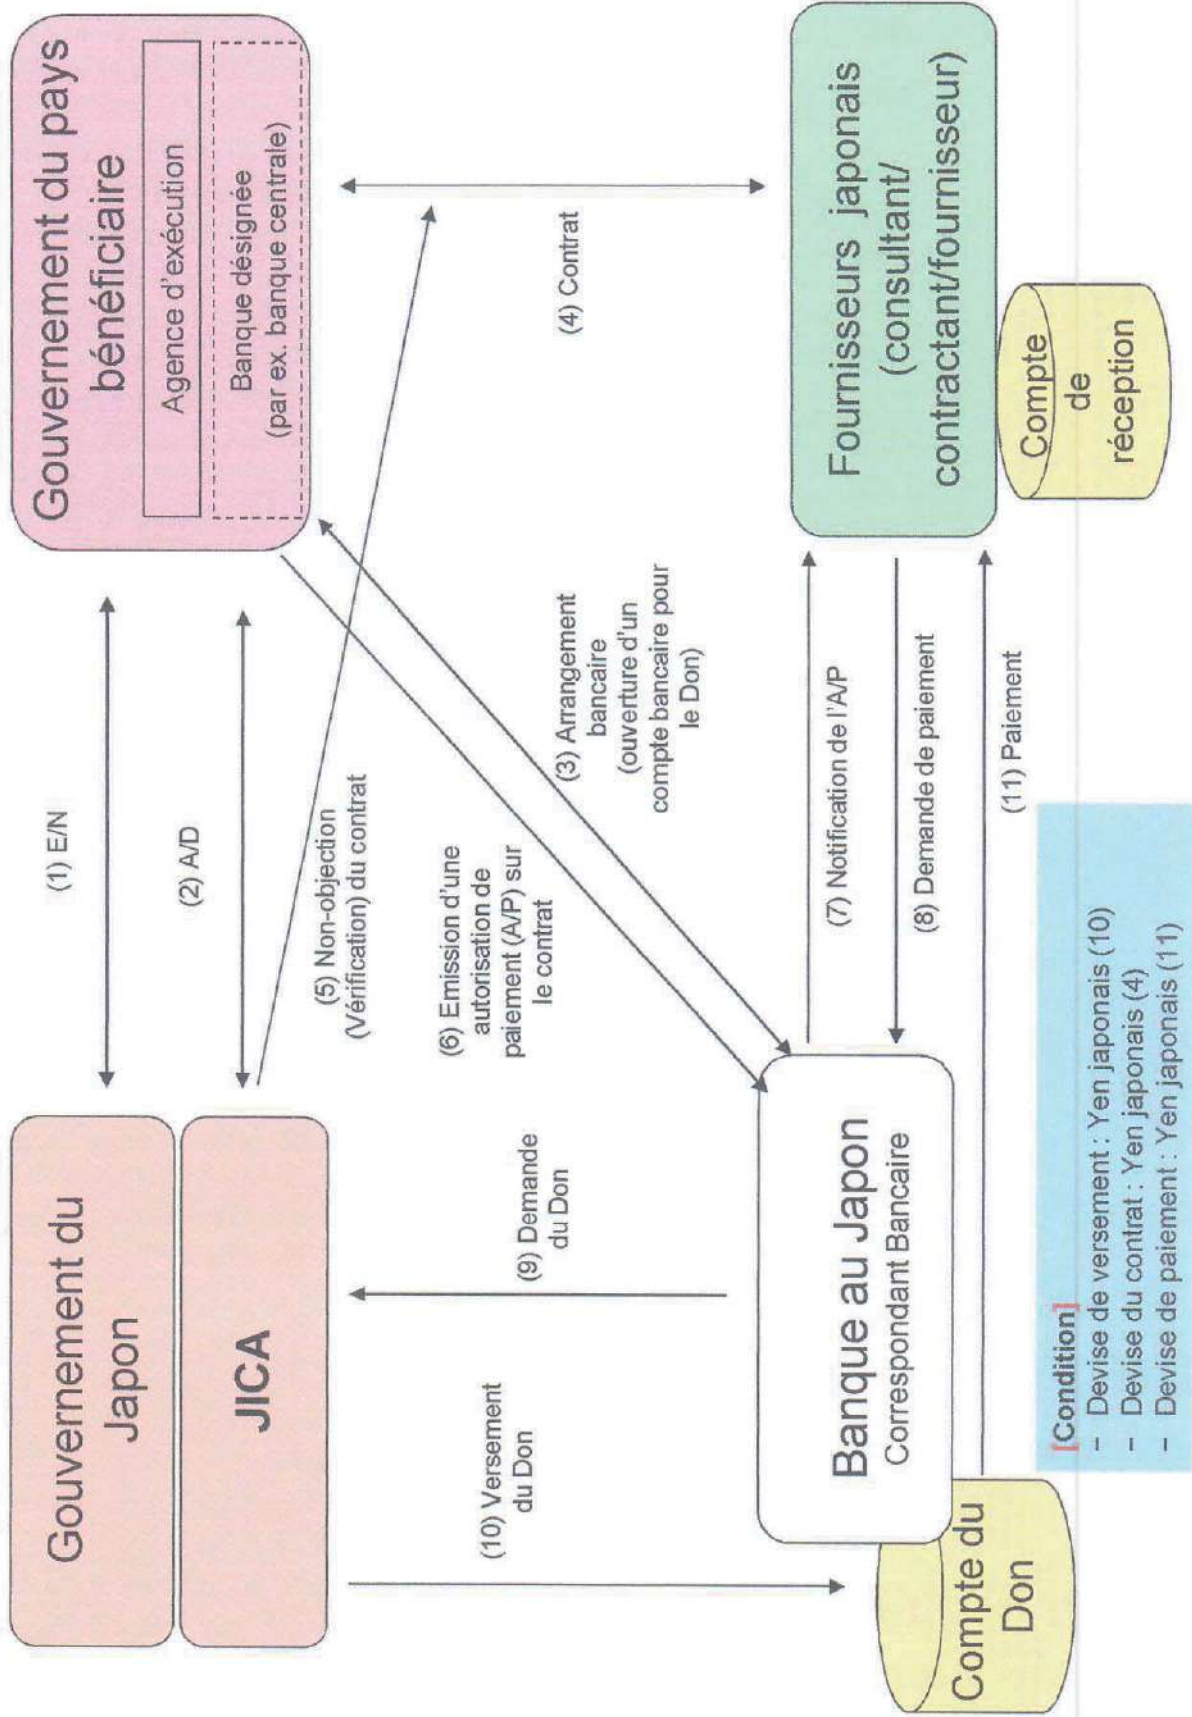 Gouvernement du
Japon
JICA
(1) E/N
(2) A/D
Gouvernement du pays
bénéficiaire
Agence d'exécution
Banque désignée
(par ex. banque centrale)
(5) Non-objection
(Vérification) du contrat
(6) Emission d'une
autorisation de
paiement (A/P) sur
le contrat
(3) Arrangement
bancaire
(ouverture d'un
compte bancaire pour
le Don)
(4) Contrat
(9) Demande
du Don
(10) Versement
du Don
Banque au Japon
Correspondant Bancaire
Compte du
Don
(7) Notification de l'A/P
(8) Demande de paiement
(11) Paiement
Fournisseurs japonais
(consultant/
contractant/fournisseur)
Compte
de
réception
[Condition]
– Devise de versement : Yen japonais (10)
– Devise du contrat : Yen japonais (4)
– Devise de paiement : Yen japonais (11)